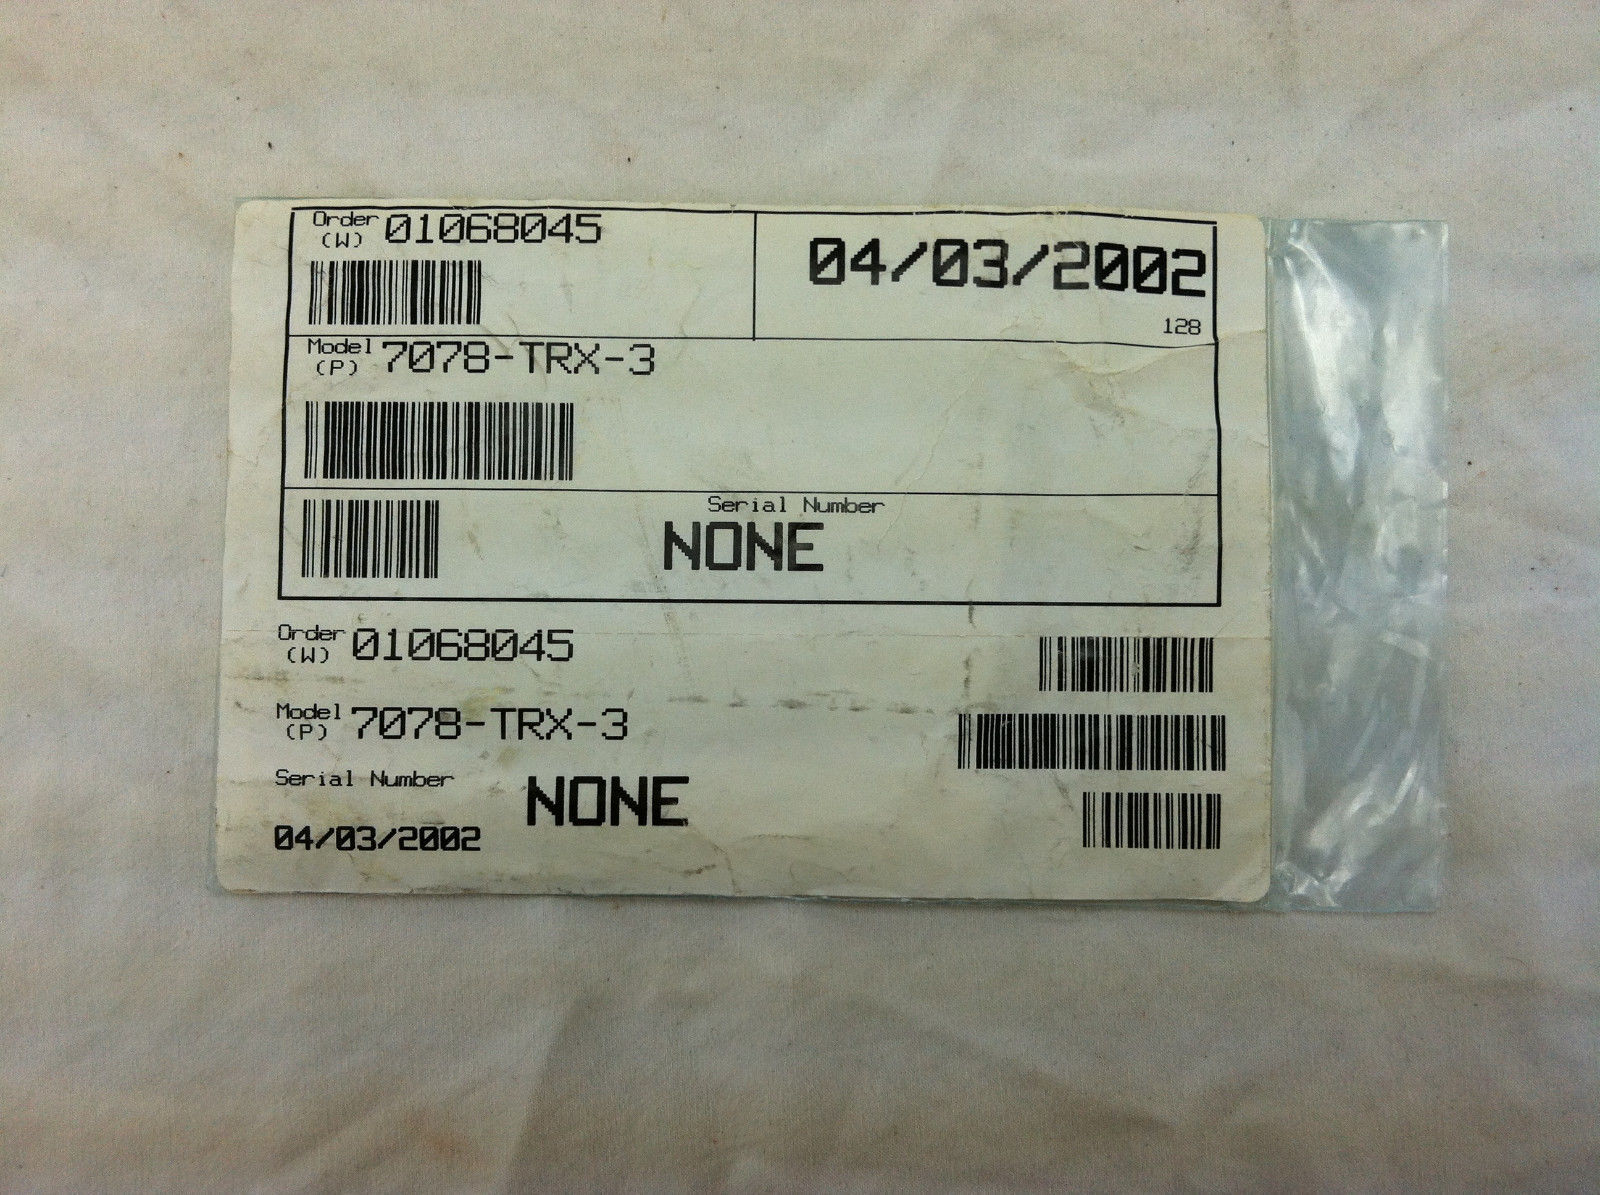 Order 01068045
(W)
04/03/2002
128
Model 7078-TRX-3
(P)
Serial Number
NONE
Order 01068045
(W)
Model 7078-TRX-3
(P)
Serial Number NONE
04/03/2002